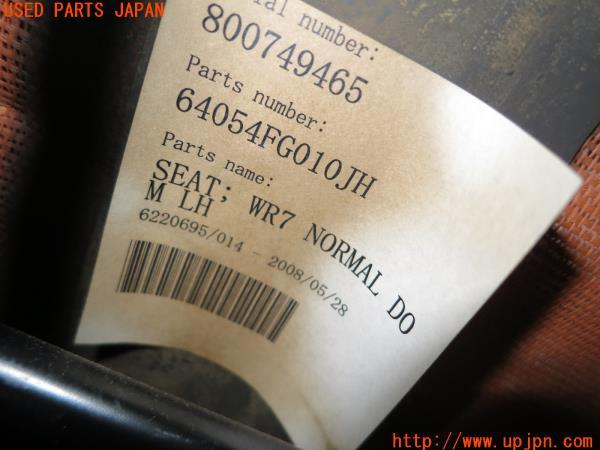 USED PARTS JAPAN
ial number:
800749465
Parts number:
64054FG010JH
Parts name:
SEAT; WR7 NORMAL DO
M LH
6220695/014 - 2008/05/28
http://www.upjpn.com/